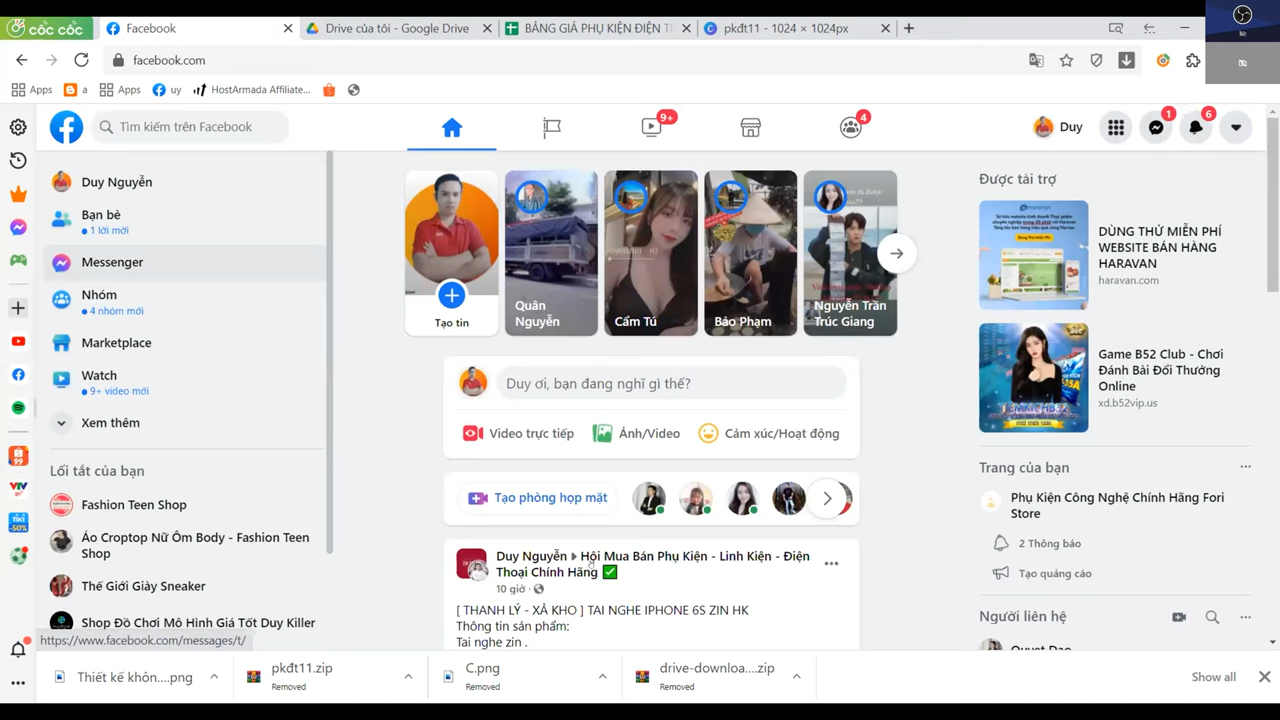 cốc cốc
Facebook
Drive của tôi - Google Drive
BẢNG GIÁ PHỤ KIỆN ĐIỆN T
pkđt11 - 1024 × 1024px
facebook.com
Apps
a
Apps
uy
HostArmada Affiliate...
Tìm kiếm trên Facebook
9+
4
Duy
1
6
Duy Nguyễn
Bạn bè
1 lời mời
Messenger
Nhóm
4 nhóm mới
Marketplace
Watch
9+ video mới
Xem thêm
Lối tắt của bạn
Fashion Teen Shop
Áo Croptop Nữ Ôm Body - Fashion Teen
Shop
Thế Giới Giày Sneaker
Shop Đồ Chơi Mô Hình Giá Tốt Duy Killer
https://www.facebook.com/messages/t/
Tạo tin
Quân
Nguyễn
Cẩm Tú
Bảo Phạm
Nguyễn Trần
Trúc Giang
Duy ơi, bạn đang nghĩ gì thế?
Video trực tiếp
Ảnh/Video
Cảm xúc/Hoạt động
Tạo phòng họp mặt
Duy Nguyễn ▸ Hội Mua Bán Phụ Kiện - Linh Kiện - Điện
Thoại Chính Hãng ✅
10 giờ ·
[ THANH LÝ - XẢ KHO ] TAI NGHE IPHONE 6S ZIN HK
Thông tin sản phẩm:
Tai nghe zin .
Được tài trợ
DÙNG THỬ MIỄN PHÍ
WEBSITE BÁN HÀNG
HARAVAN
haravan.com
Game B52 Club - Chơi
Đánh Bài Đổi Thưởng
Online
xd.b52vip.us
Trang của bạn
Phụ Kiện Công Nghệ Chính Hãng Fori
Store
2 Thông báo
Tạo quảng cáo
Người liên hệ
Quyet Dao
Thiết kế khôn....png
pkđt11.zip
Removed
C.png
Removed
drive-downloa....zip
Removed
Show all